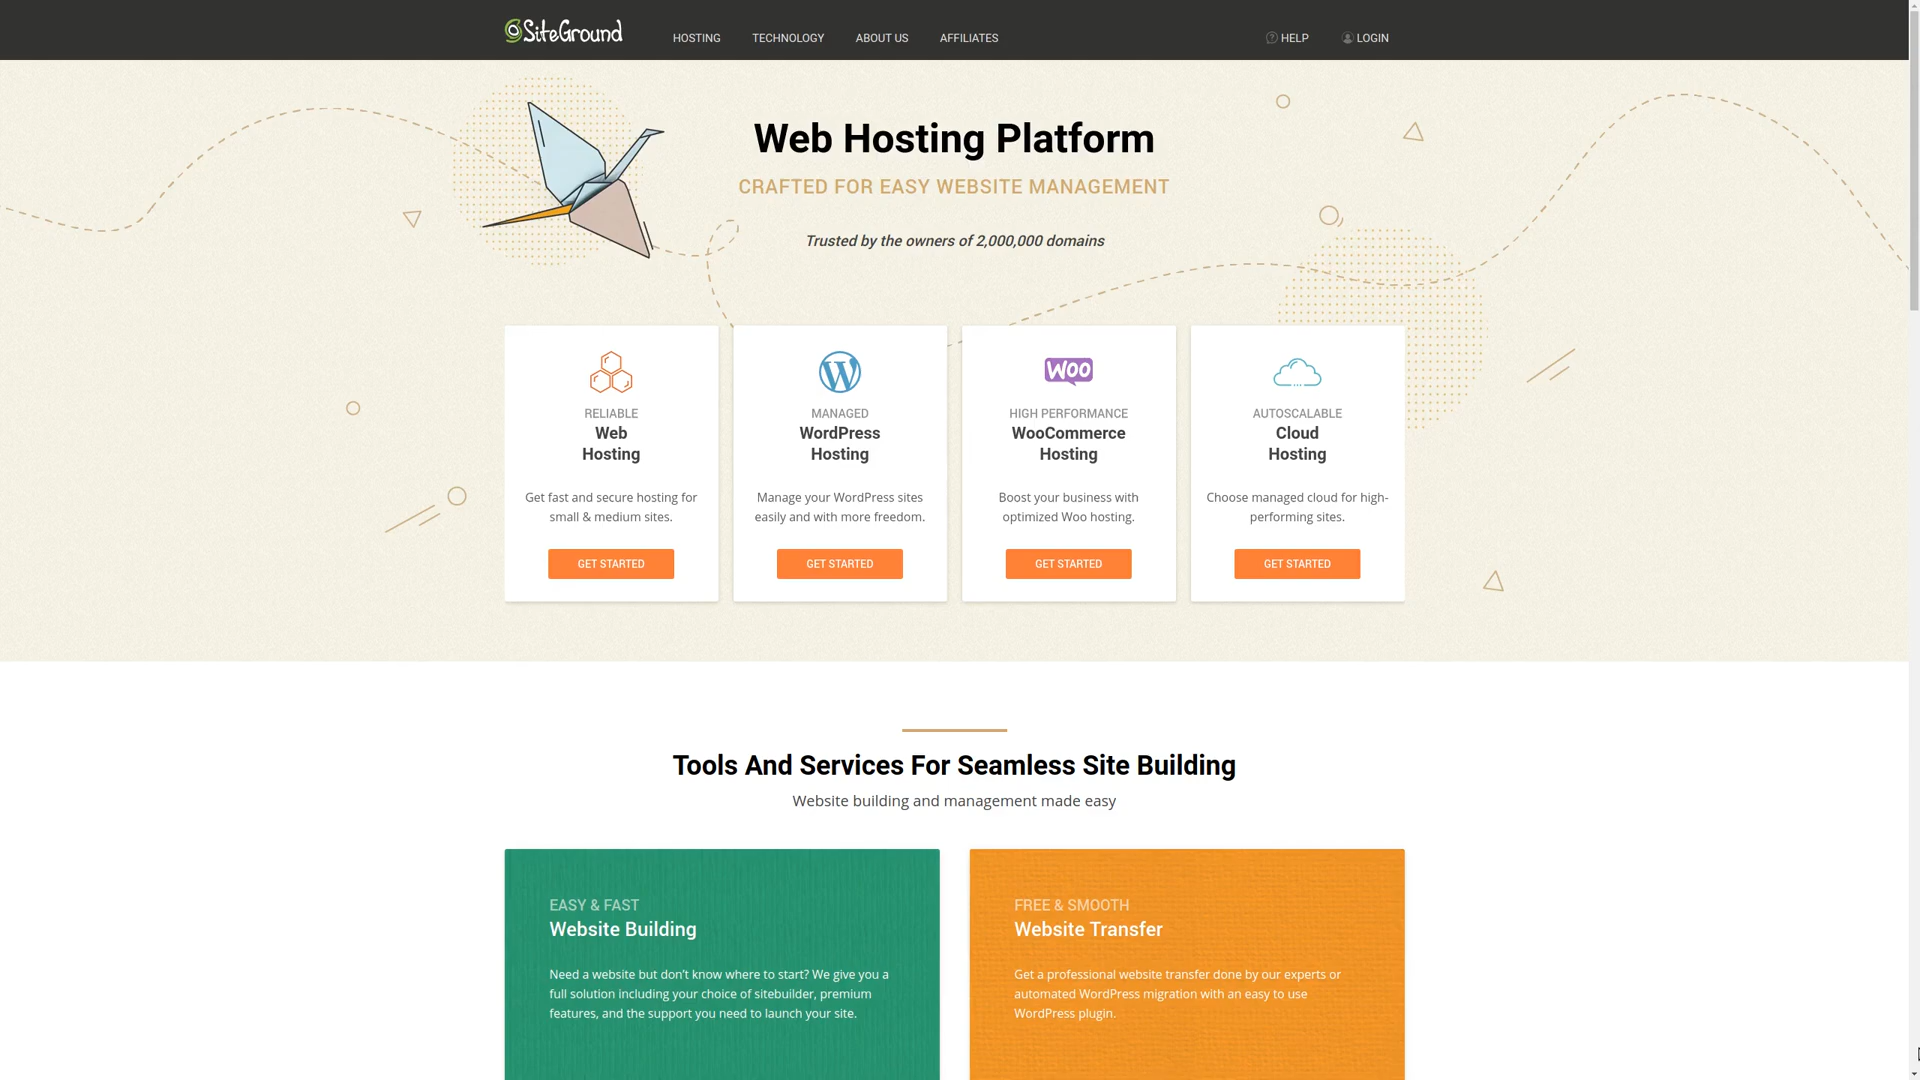 SiteGround
HOSTING
TECHNOLOGY
ABOUT US
AFFILIATES
HELP
LOGIN
Web Hosting Platform
CRAFTED FOR EASY WEBSITE MANAGEMENT
Trusted by the owners of 2,000,000 domains
RELIABLE
Web
Hosting
Get fast and secure hosting for
small & medium sites.
GET STARTED
MANAGED
WordPress
Hosting
Manage your WordPress sites
easily and with more freedom.
GET STARTED
WOO
HIGH PERFORMANCE
WooCommerce
Hosting
Boost your business with
optimized Woo hosting.
GET STARTED
AUTOSCALABLE
Cloud
Hosting
Choose managed cloud for high-
performing sites.
GET STARTED
Tools And Services For Seamless Site Building
Website building and management made easy
EASY & FAST
Website Building
Need a website but don’t know where to start? We give you a
full solution including your choice of sitebuilder, premium
features, and the support you need to launch your site.
FREE & SMOOTH
Website Transfer
Get a professional website transfer done by our experts or
automated WordPress migration with an easy to use
WordPress plugin.